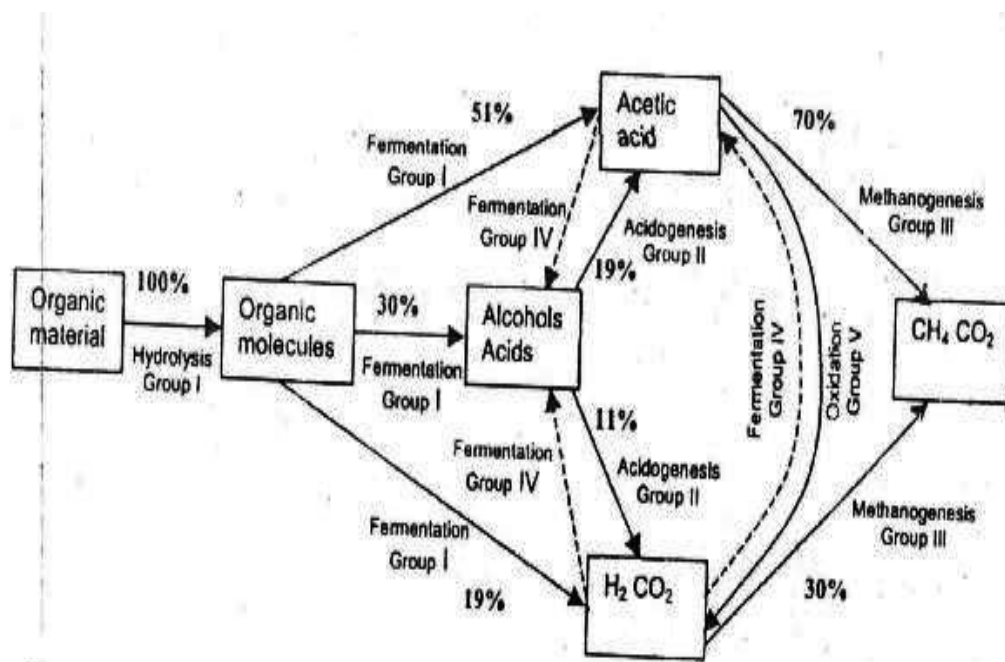 Organic
material
100%
Hydrolysis
Group I
Organic
molecules
51%
Fermentation
Group I
30%
Fermentation
Group I
Fermentation
Group I
19%
Alcohols
Acids
Fermentation
Group IV
Acidogenesis
Group II
19%
11%
Fermentation
Group IV
Acidogenesis
Group II
Acetic
acid
H₂ CO₂
Fermentation
Group IV
Oxidation
Group V
70%
Methanogenesis
Group III
CH₄ CO₂
Methanogenesis
Group III
30%